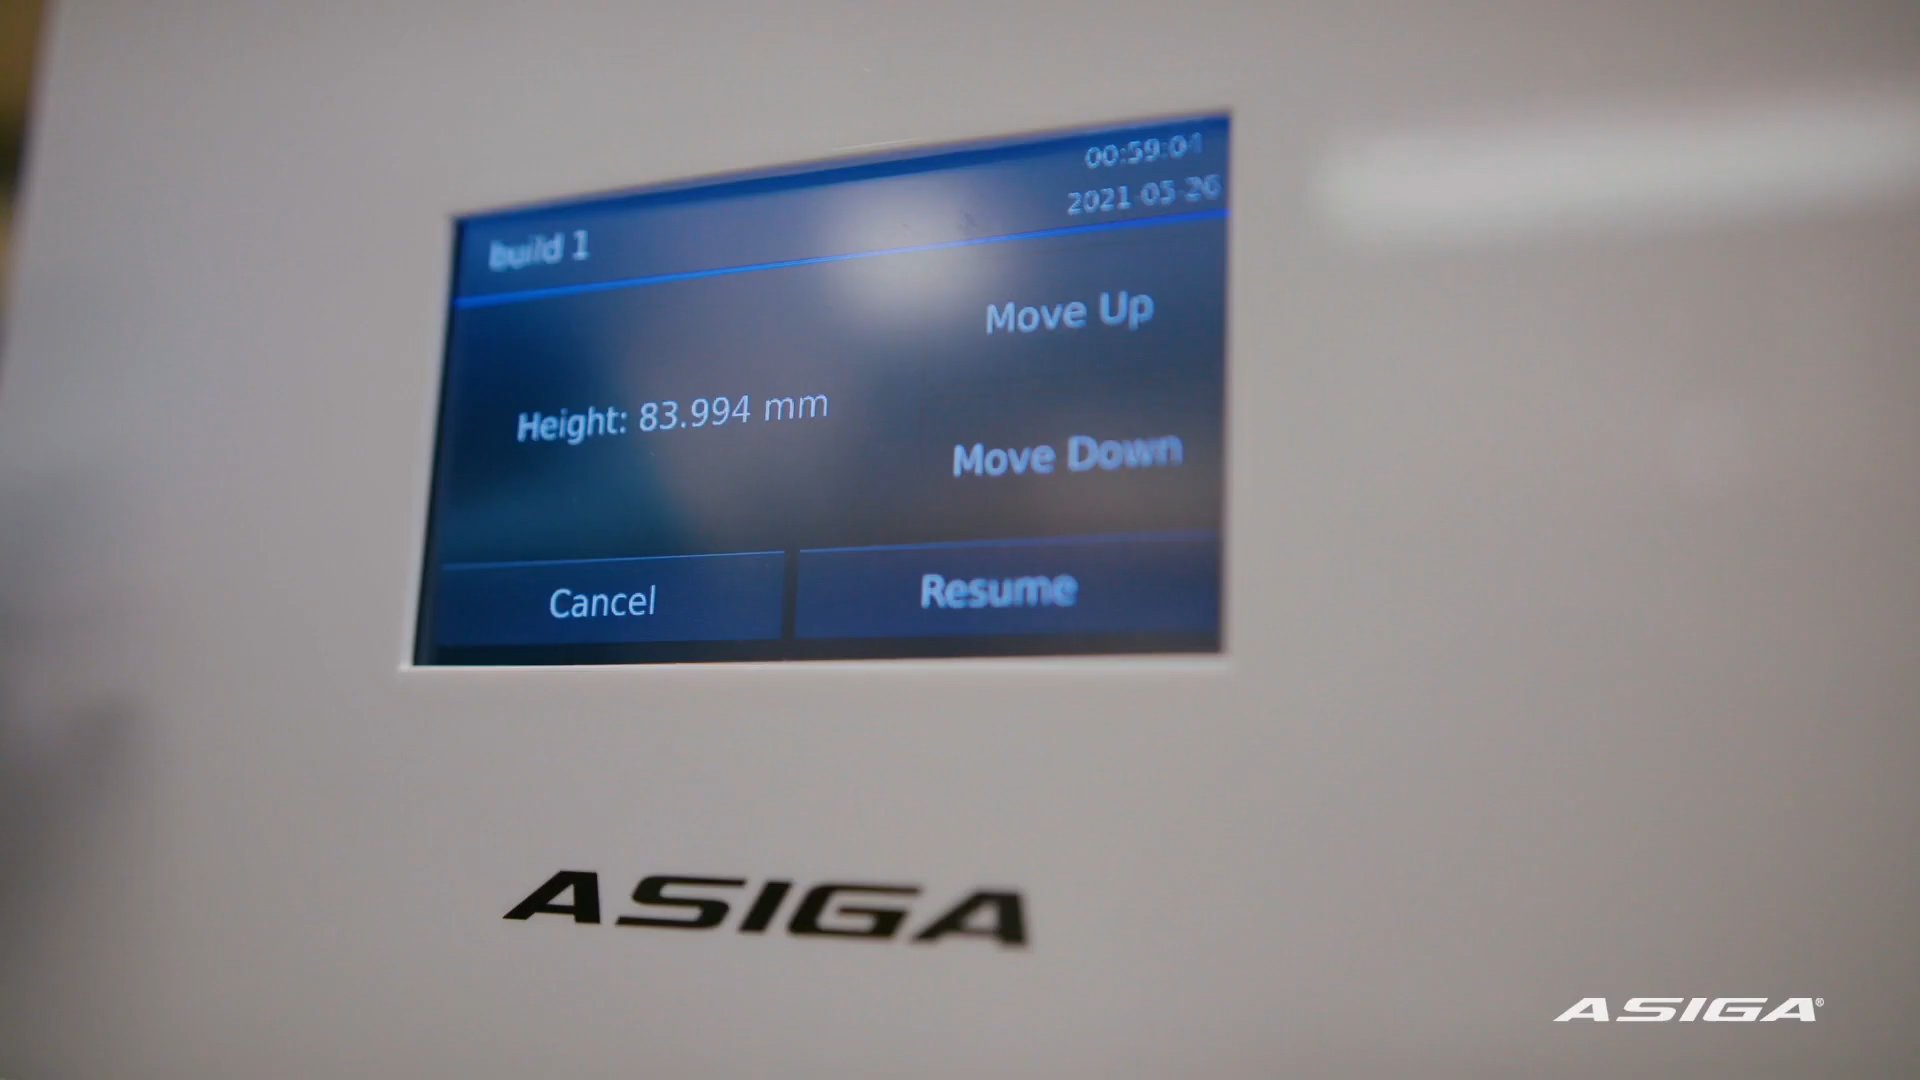 00:59:04
2021-05-26
build 1
Move Up
Height: 83.994 mm
Move Down
Cancel
Resume
ASIGA
ASIGA®